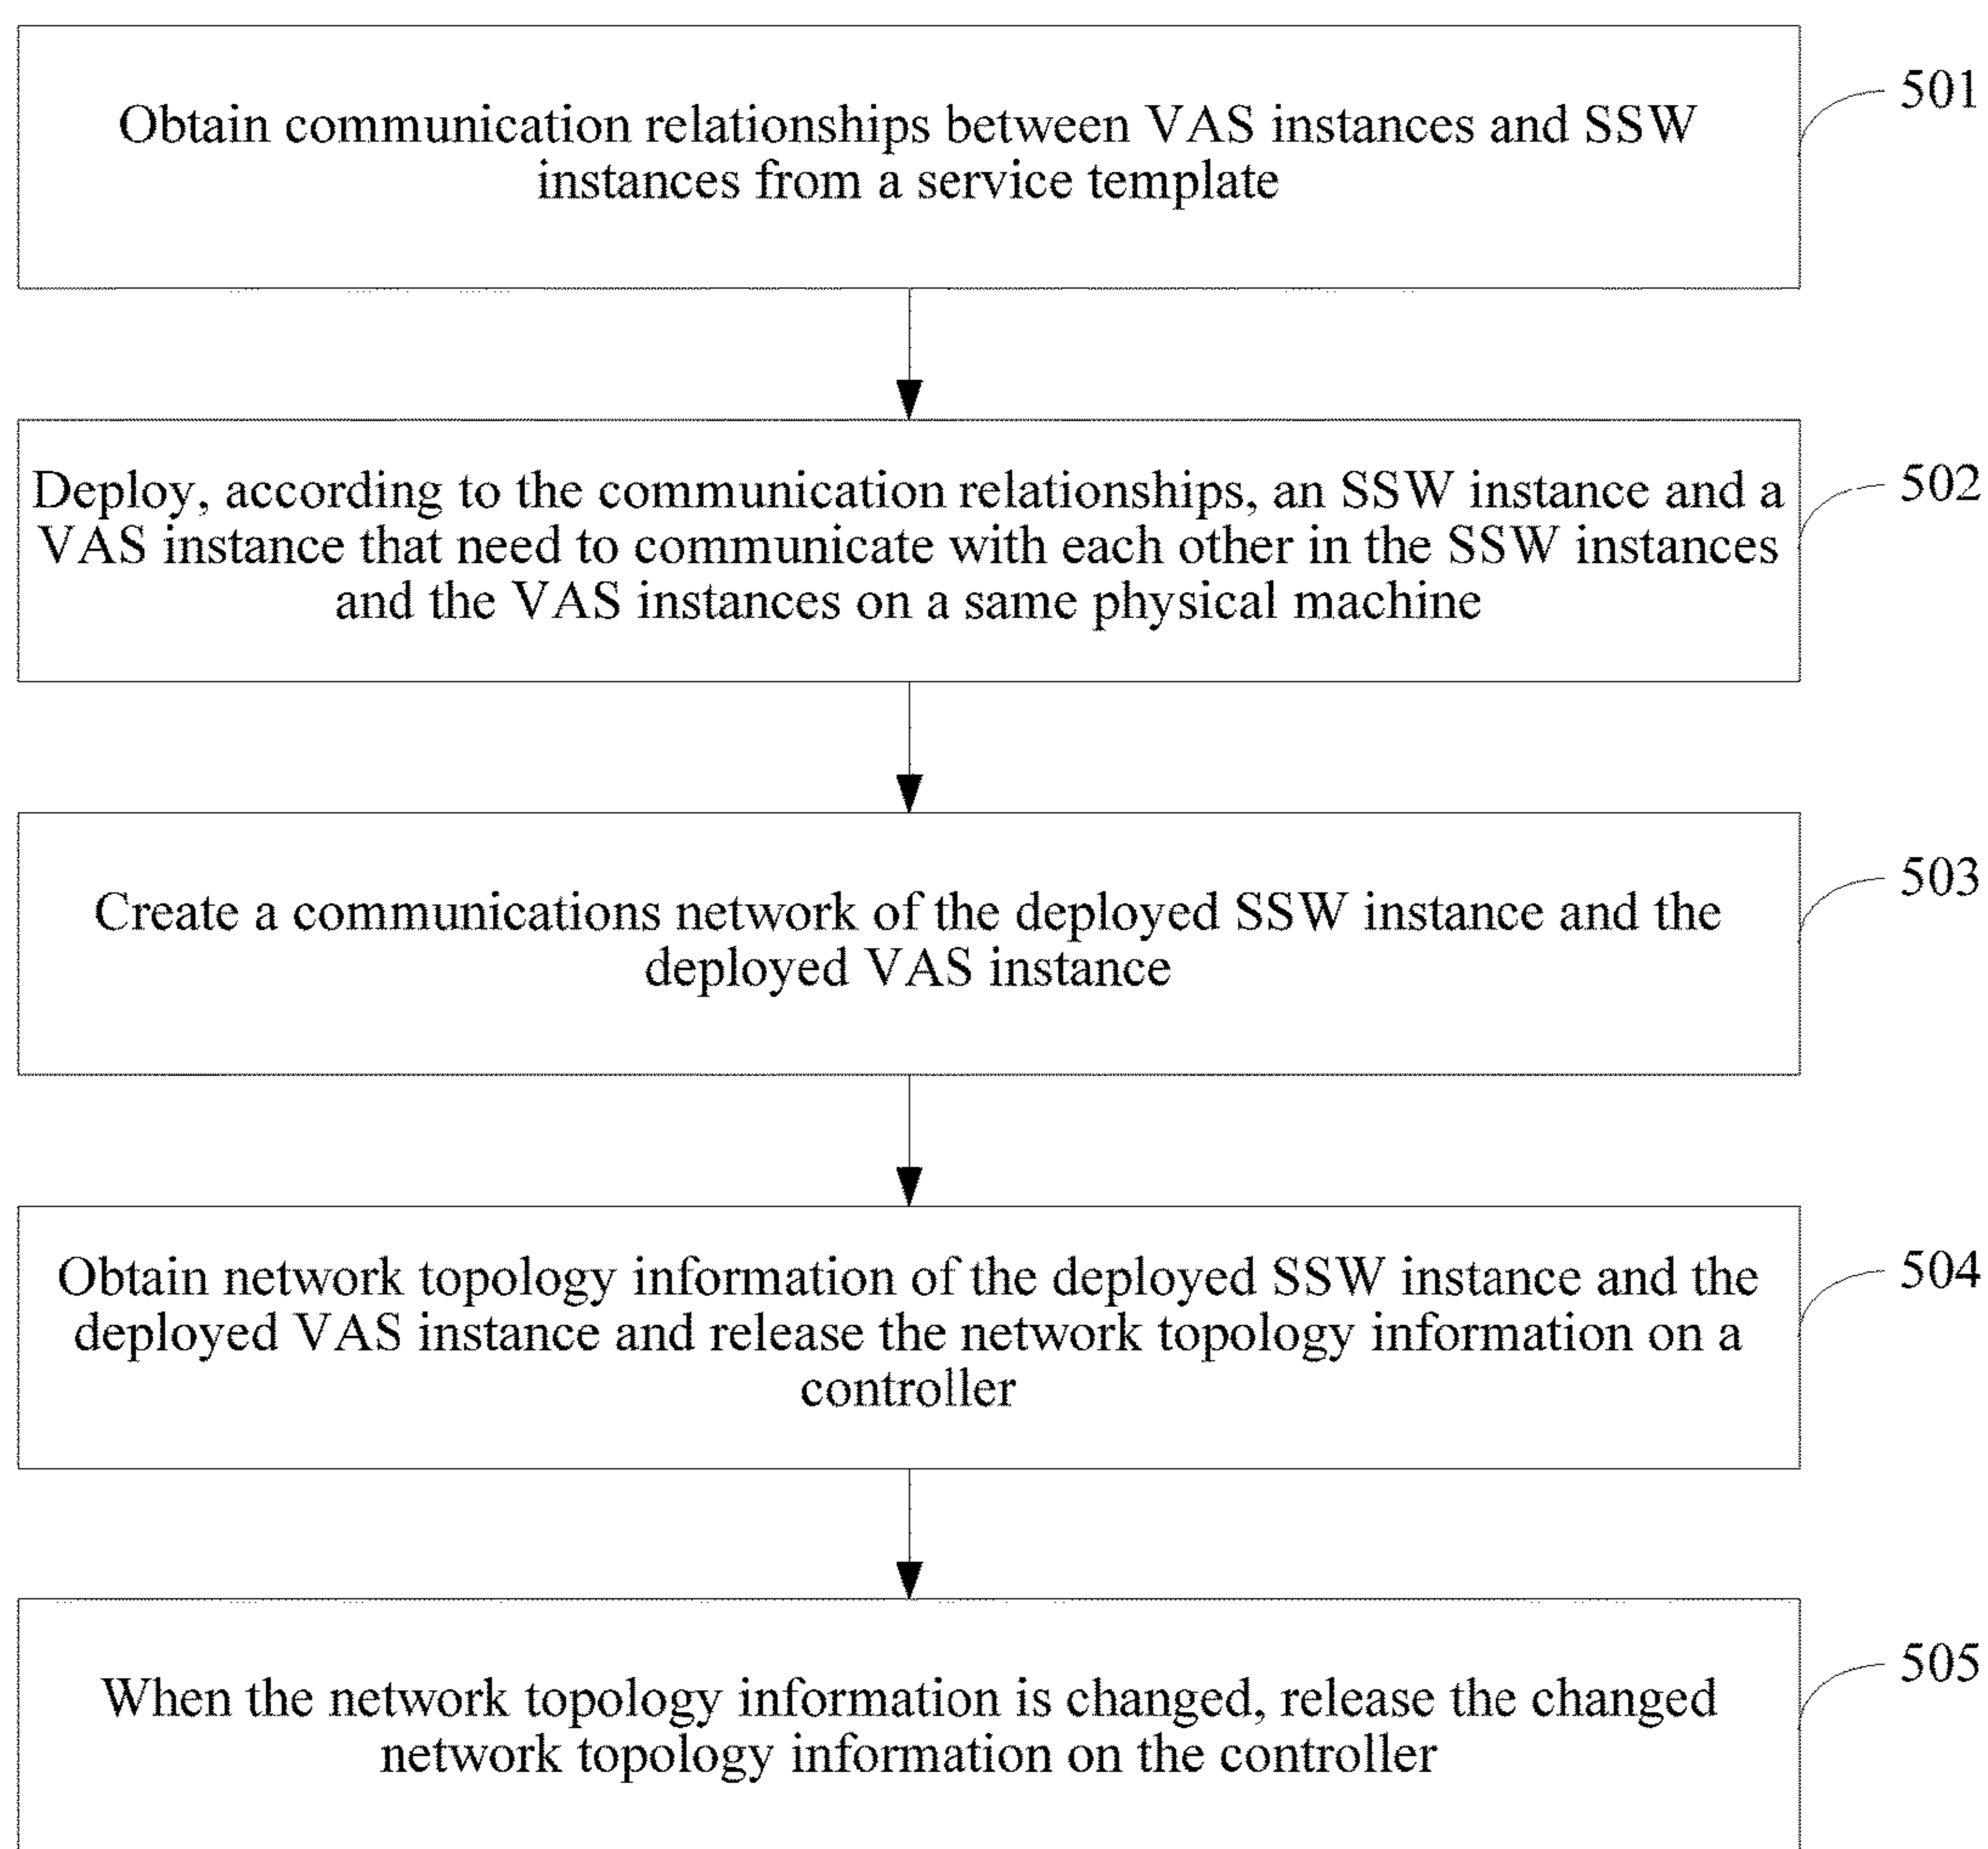 Obtain communication relationships between VAS instances and SSW
instances from a service template
501
Deploy, according to the communication relationships, an SSW instance and a
VAS instance that need to communicate with each other in the SSW instances
and the VAS instances on a same physical machine
502
Create a communications network of the deployed SSW instance and the
deployed VAS instance
503
Obtain network topology information of the deployed SSW instance and the
deployed VAS instance and release the network topology information on a
controller
504
When the network topology information is changed, release the changed
network topology information on the controller
505